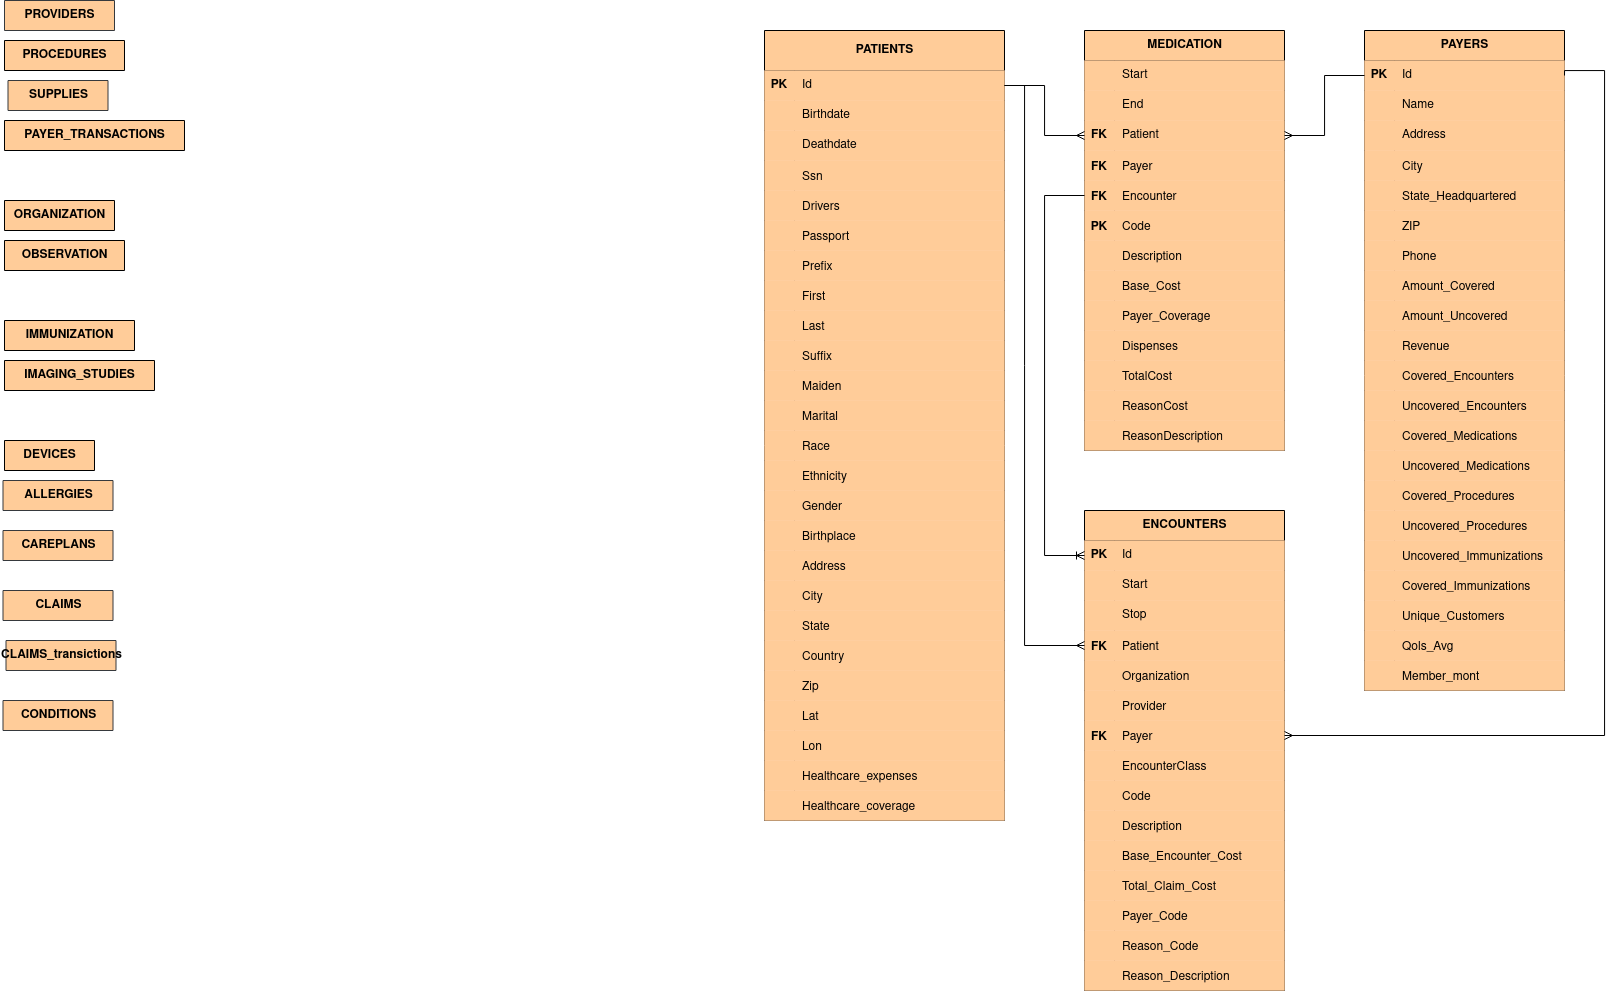 PROVIDERS
PROCEDURES
SUPPLIES
PAYER_TRANSACTIONS
ORGANIZATION
OBSERVATION
IMMUNIZATION
IMAGING_STUDIES
DEVICES
ALLERGIES
CAREPLANS
CLAIMS
CLAIMS_transictions
CONDITIONS
PATIENTS
PK Id
Birthdate
Deathdate
Ssn
Drivers
Passport
Prefix
First
Last
Suffix
Maiden
Marital
Race
Ethnicity
Gender
Birthplace
Address
City
State
Country
Zip
Lat
Lon
Healthcare_expenses
Healthcare_coverage
MEDICATION
Start
End
FK Patient
FK Payer
FK Encounter
PK Code
Description
Base_Cost
Payer_Coverage
Dispenses
TotalCost
ReasonCost
ReasonDescription
ENCOUNTERS
PK Id
Start
Stop
FK Patient
Organization
Provider
FK Payer
EncounterClass
Code
Description
Base_Encounter_Cost
Total_Claim_Cost
Payer_Code
Reason_Code
Reason_Description
PAYERS
PK Id
Name
Address
City
State_Headquartered
ZIP
Phone
Amount_Covered
Amount_Uncovered
Revenue
Covered_Encounters
Uncovered_Encounters
Covered_Medications
Uncovered_Medications
Covered_Procedures
Uncovered_Procedures
Uncovered_Immunizations
Covered_Immunizations
Unique_Customers
Qols_Avg
Member_mont